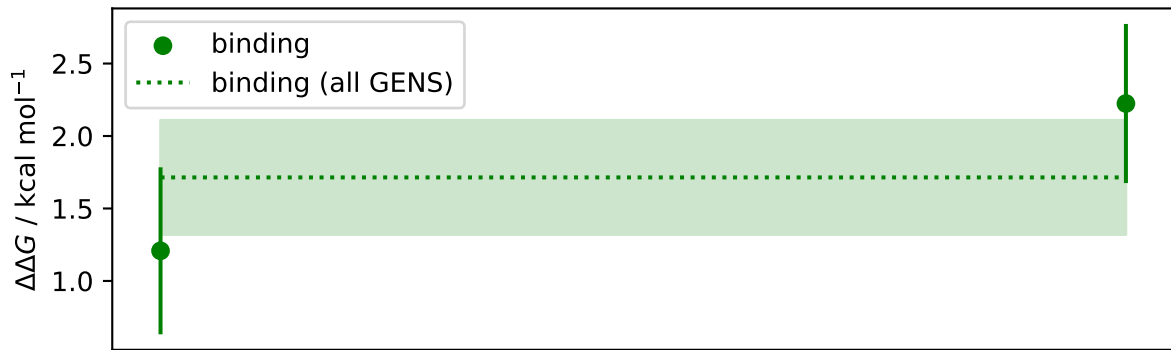 binding
binding (all GENS)
ΔΔG / kcal mol⁻¹
2.5
2.0
1.5
1.0